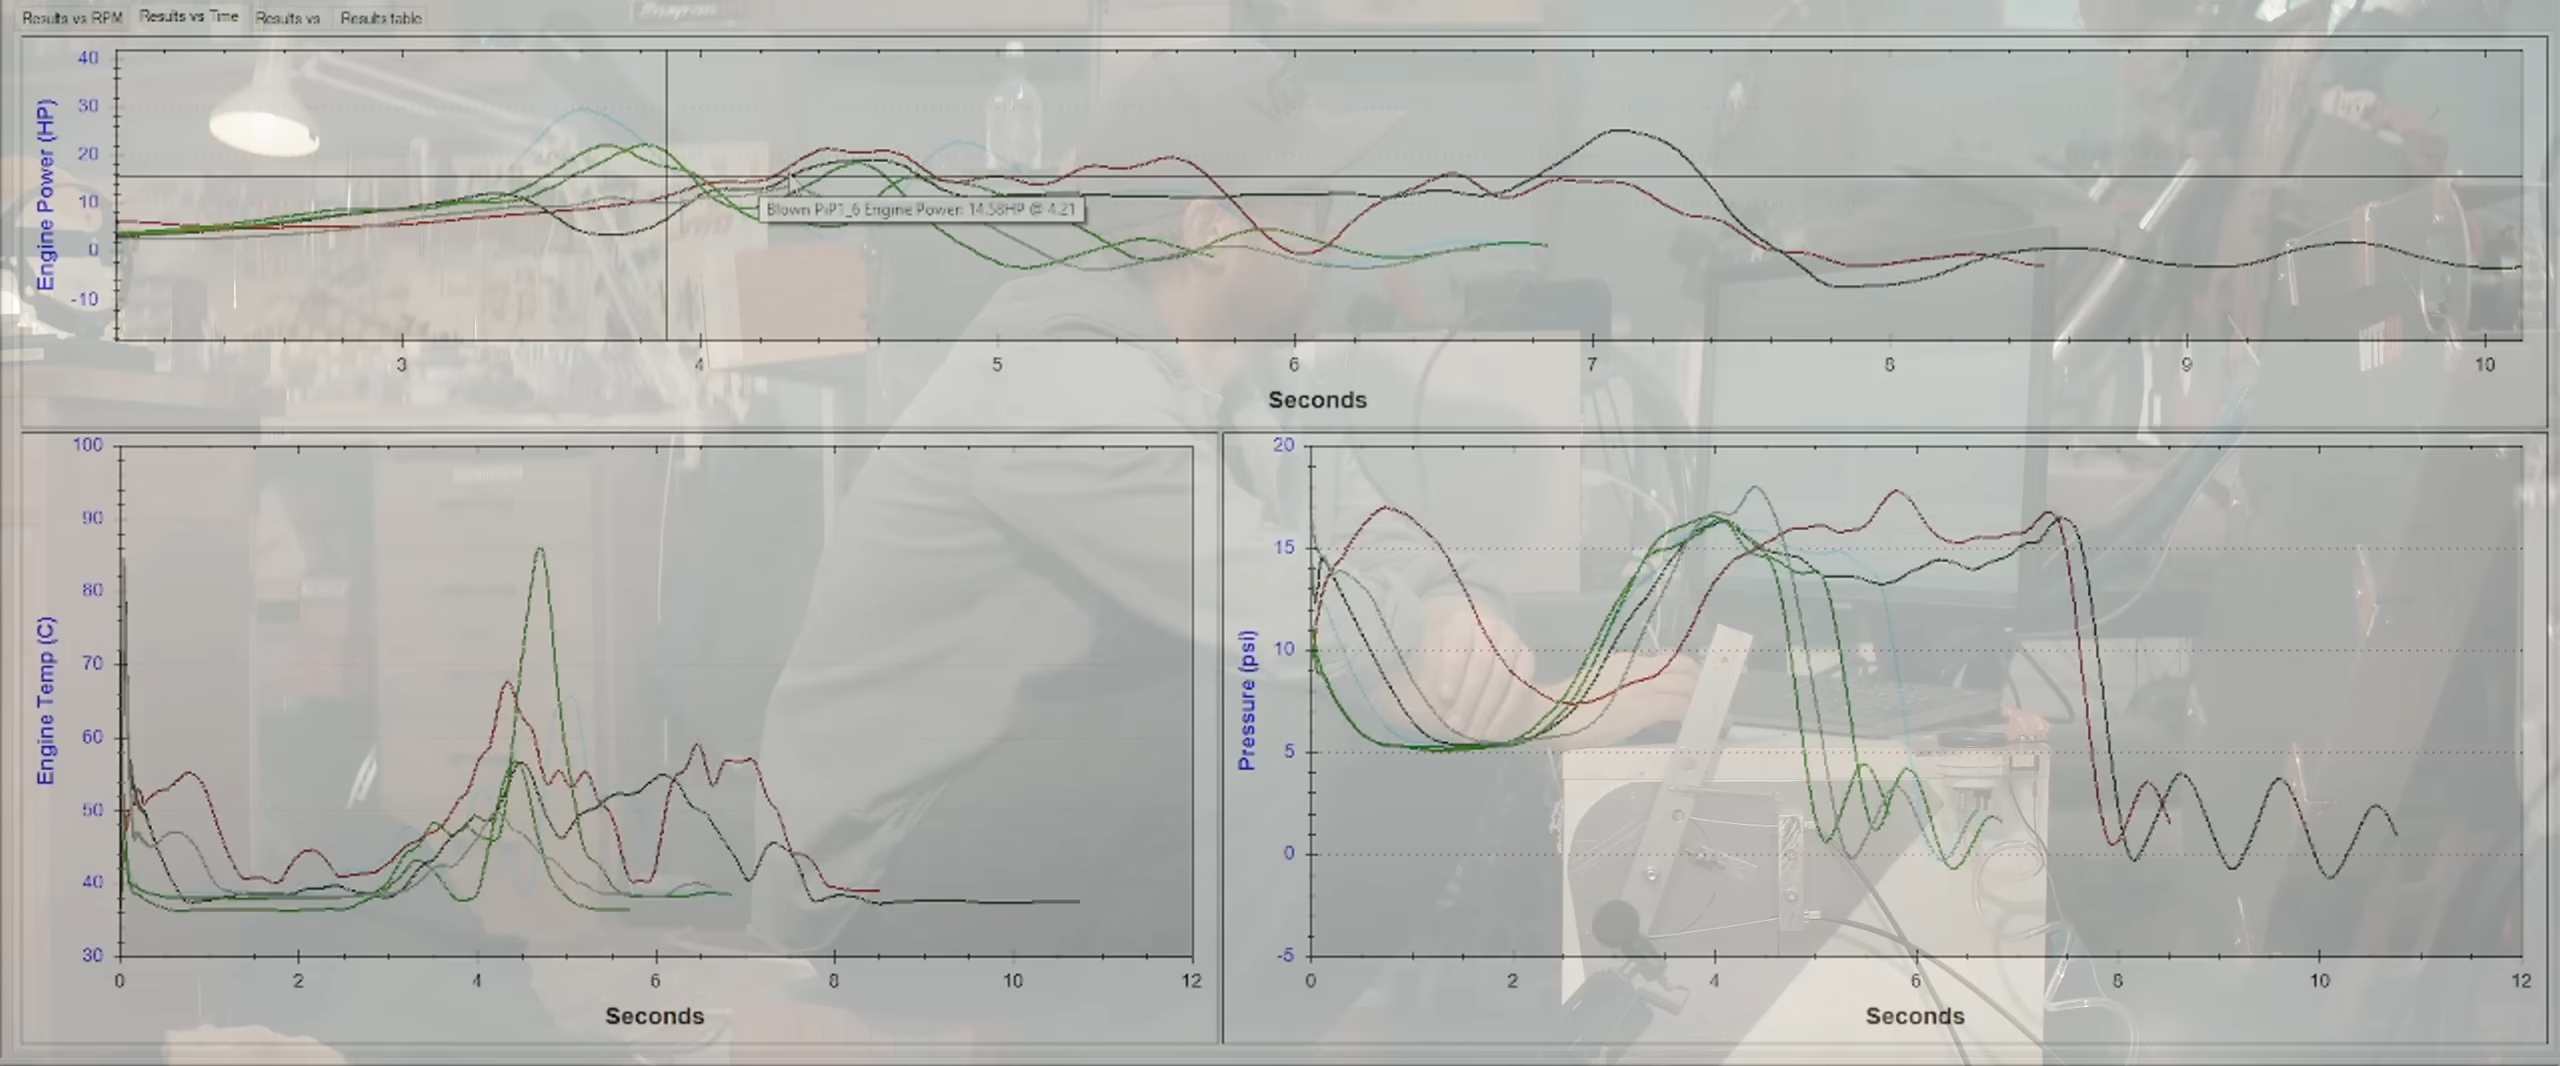 Results vs RPM
Results vs Time
Results vs
Results table
Engine Power (HP)
40
30
20
10
0
-10
Blown PiP1_6 Engine Power: 14.58HP @ 4.21
3 4 5 6 7 8 9 10
Seconds
Engine Temp (C)
100
90
80
70
60
50
40
30
0 2 4 6 8 10 12
Seconds
Pressure (psi)
20
15
10
5
0
-5
0 2 4 6 8 10 12
Seconds